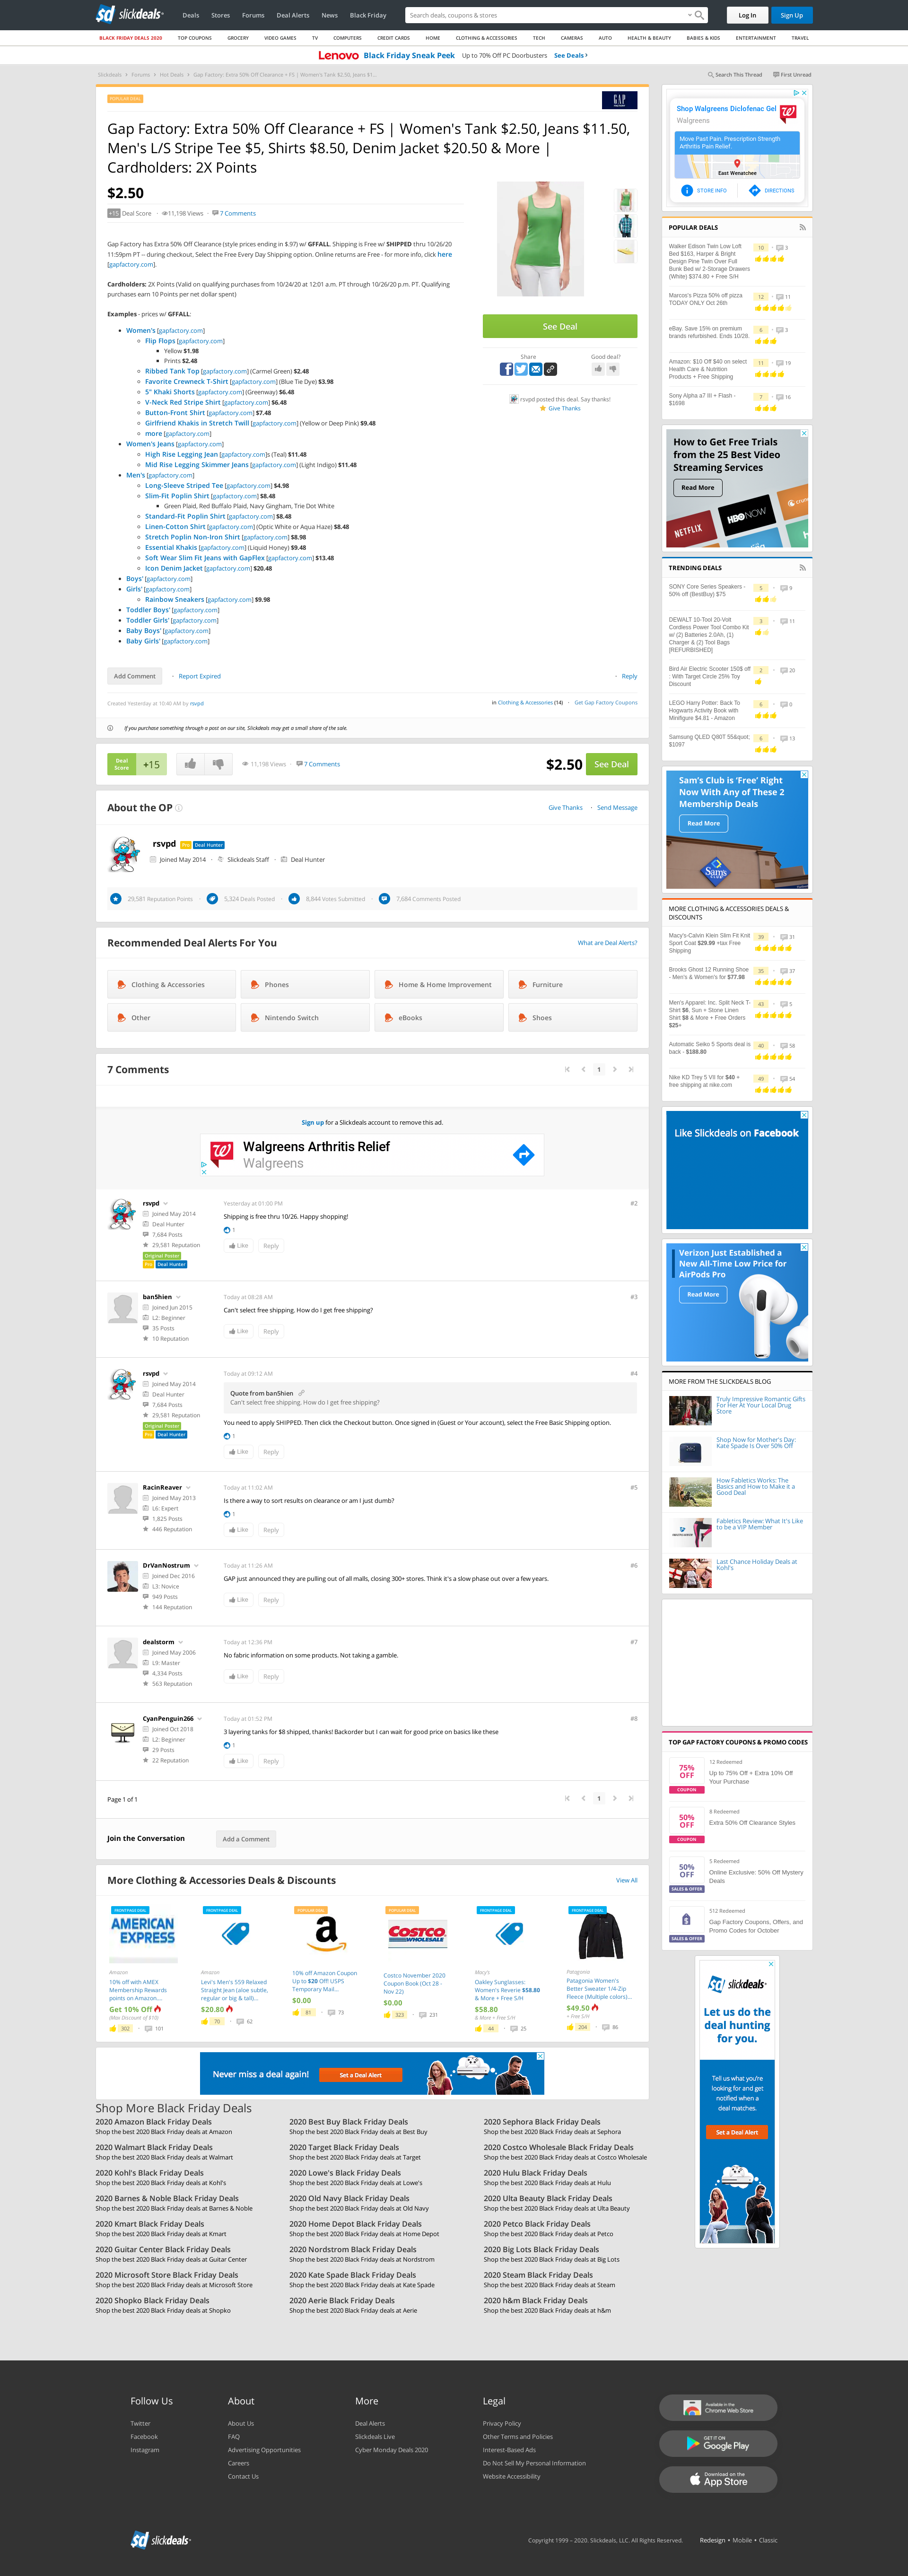 slickdeals
Deals Stores Forums Deal Alerts News Black Friday
Search deals, coupons & stores
Log In Sign Up
BLACK FRIDAY DEALS 2020 TOP COUPONS GROCERY VIDEO GAMES TV COMPUTERS CREDIT CARDS HOME CLOTHING & ACCESSORIES TECH CAMERAS AUTO HEALTH & BEAUTY BABIES & KIDS ENTERTAINMENT TRAVEL
Lenovo Black Friday Sneak Peek Up to 70% Off PC Doorbusters See Deals
Slickdeals Forums Hot Deals Gap Factory: Extra 50% Off Clearance + FS | Women's Tank $2.50, Jeans $1...
Search This Thread First Unread
POPULAR DEAL
GAP
Gap Factory: Extra 50% Off Clearance + FS | Women's Tank $2.50, Jeans $11.50,
Men's L/S Stripe Tee $5, Shirts $8.50, Denim Jacket $20.50 & More |
Cardholders: 2X Points
$2.50
+15 Deal Score 11,198 Views 7 Comments
Gap Factory has Extra 50% Off Clearance (style prices ending in $.97) w/ GFFALL. Shipping is Free w/ SHIPPED thru 10/26/20
11:59pm PT -- during checkout, Select the Free Every Day Shipping option. Online returns are Free - for more info, click here
[gapfactory.com].
Cardholders: 2X Points (Valid on qualifying purchases from 10/24/20 at 12:01 a.m. PT through 10/26/20 p.m. PT. Qualifying
purchases earn 10 Points per net dollar spent)
Examples - prices w/ GFFALL:
Women's [gapfactory.com]
Flip Flops [gapfactory.com]
Yellow $1.98
Prints $2.48
Ribbed Tank Top [gapfactory.com] (Carmel Green) $2.48
Favorite Crewneck T-Shirt [gapfactory.com] (Blue Tie Dye) $3.98
5" Khaki Shorts [gapfactory.com] (Greenway) $6.48
V-Neck Red Stripe Shirt [gapfactory.com] $6.48
Button-Front Shirt [gapfactory.com] $7.48
Girlfriend Khakis in Stretch Twill [gapfactory.com] (Yellow or Deep Pink) $9.48
more [gapfactory.com]
Women's Jeans [gapfactory.com]
High Rise Legging Jean [gapfactory.com]s (Teal) $11.48
Mid Rise Legging Skimmer Jeans [gapfactory.com] (Light Indigo) $11.48
Men's [gapfactory.com]
Long-Sleeve Striped Tee [gapfactory.com] $4.98
Slim-Fit Poplin Shirt [gapfactory.com] $8.48
Green Plaid, Red Buffalo Plaid, Navy Gingham, Trie Dot White
Standard-Fit Poplin Shirt [gapfactory.com] $8.48
Linen-Cotton Shirt [gapfactory.com] (Optic White or Aqua Haze) $8.48
Stretch Poplin Non-Iron Shirt [gapfactory.com] $8.98
Essential Khakis [gapfactory.com] (Liquid Honey) $9.48
Soft Wear Slim Fit Jeans with GapFlex [gapfactory.com] $13.48
Icon Denim Jacket [gapfactory.com] $20.48
Boys' [gapfactory.com]
Girls' [gapfactory.com]
Rainbow Sneakers [gapfactory.com] $9.98
Toddler Boys' [gapfactory.com]
Toddler Girls' [gapfactory.com]
Baby Boys' [gapfactory.com]
Baby Girls' [gapfactory.com]
See Deal
Share Good deal?
rsvpd posted this deal. Say thanks!
Give Thanks
Add Comment Report Expired Reply
Created Yesterday at 10:40 AM by rsvpd
in Clothing & Accessories (14) Get Gap Factory Coupons
If you purchase something through a post on our site, Slickdeals may get a small share of the sale.
Deal Score +15 11,198 Views 7 Comments $2.50 See Deal
About the OP
Give Thanks Send Message
rsvpd Pro Deal Hunter
Joined May 2014 Slickdeals Staff Deal Hunter
29,581 Reputation Points 5,324 Deals Posted 8,844 Votes Submitted 7,684 Comments Posted
Recommended Deal Alerts For You
What are Deal Alerts?
Clothing & Accessories Phones Home & Home Improvement Furniture
Other Nintendo Switch eBooks Shoes
7 Comments
1
Sign up for a Slickdeals account to remove this ad.
Walgreens Arthritis Relief
Walgreens
rsvpd
Joined May 2014
Deal Hunter
7,684 Posts
29,581 Reputation
Original Poster
Pro Deal Hunter
Yesterday at 01:00 PM #2
Shipping is free thru 10/26. Happy shopping!
1
Like Reply
ban5hien
Joined Jun 2015
L2: Beginner
35 Posts
10 Reputation
Today at 08:28 AM #3
Can't select free shipping. How do I get free shipping?
Like Reply
rsvpd
Joined May 2014
Deal Hunter
7,684 Posts
29,581 Reputation
Original Poster
Pro Deal Hunter
Today at 09:12 AM #4
Quote from ban5hien
Can't select free shipping. How do I get free shipping?
You need to apply SHIPPED. Then click the Checkout button. Once signed in (Guest or Your account), select the Free Basic Shipping option.
1
Like Reply
RacinReaver
Joined May 2013
L6: Expert
1,825 Posts
446 Reputation
Today at 11:02 AM #5
Is there a way to sort results on clearance or am I just dumb?
1
Like Reply
DrVanNostrum
Joined Dec 2016
L3: Novice
949 Posts
144 Reputation
Today at 11:26 AM #6
GAP just announced they are pulling out of all malls, closing 300+ stores. Think it's a slow phase out over a few years.
Like Reply
dealstorm
Joined May 2006
L9: Master
4,334 Posts
563 Reputation
Today at 12:36 PM #7
No fabric information on some products. Not taking a gamble.
Like Reply
CyanPenguin266
Joined Oct 2018
L2: Beginner
29 Posts
22 Reputation
Today at 01:52 PM #8
3 layering tanks for $8 shipped, thanks! Backorder but I can wait for good price on basics like these
1
Like Reply
Page 1 of 1
1
Join the Conversation Add a Comment
More Clothing & Accessories Deals & Discounts
View All
FRONTPAGE DEAL
AMERICAN EXPRESS
Amazon
10% off with AMEX
Membership Rewards
points on Amazon,...
Get 10% Off
(Max Discount of $10)
302 101
FRONTPAGE DEAL
Amazon
Levi's Men's 559 Relaxed
Straight Jean (aloe subtle,
regular or big & tall)...
$20.80
70 62
POPULAR DEAL
10% off Amazon Coupon
Up to $20 Off! USPS
Temporary Mail...
$0.00
81 73
POPULAR DEAL
COSTCO WHOLESALE
Costco November 2020
Coupon Book (Oct 28 -
Nov 22)
$0.00
323 231
FRONTPAGE DEAL
Macy's
Oakley Sunglasses:
Women's Reverie $58.80
& More + Free S/H
$58.80
& More + Free S/H
44 25
FRONTPAGE DEAL
Patagonia
Patagonia Women's
Better Sweater 1/4-Zip
Fleece (Multiple colors)...
$49.50
+ Free S/H
204 86
Never miss a deal again! Set a Deal Alert
Shop More Black Friday Deals
2020 Amazon Black Friday Deals
Shop the best 2020 Black Friday deals at Amazon
2020 Best Buy Black Friday Deals
Shop the best 2020 Black Friday deals at Best Buy
2020 Sephora Black Friday Deals
Shop the best 2020 Black Friday deals at Sephora
2020 Walmart Black Friday Deals
Shop the best 2020 Black Friday deals at Walmart
2020 Target Black Friday Deals
Shop the best 2020 Black Friday deals at Target
2020 Costco Wholesale Black Friday Deals
Shop the best 2020 Black Friday deals at Costco Wholesale
2020 Kohl's Black Friday Deals
Shop the best 2020 Black Friday deals at Kohl's
2020 Lowe's Black Friday Deals
Shop the best 2020 Black Friday deals at Lowe's
2020 Hulu Black Friday Deals
Shop the best 2020 Black Friday deals at Hulu
2020 Barnes & Noble Black Friday Deals
Shop the best 2020 Black Friday deals at Barnes & Noble
2020 Old Navy Black Friday Deals
Shop the best 2020 Black Friday deals at Old Navy
2020 Ulta Beauty Black Friday Deals
Shop the best 2020 Black Friday deals at Ulta Beauty
2020 Kmart Black Friday Deals
Shop the best 2020 Black Friday deals at Kmart
2020 Home Depot Black Friday Deals
Shop the best 2020 Black Friday deals at Home Depot
2020 Petco Black Friday Deals
Shop the best 2020 Black Friday deals at Petco
2020 Guitar Center Black Friday Deals
Shop the best 2020 Black Friday deals at Guitar Center
2020 Nordstrom Black Friday Deals
Shop the best 2020 Black Friday deals at Nordstrom
2020 Big Lots Black Friday Deals
Shop the best 2020 Black Friday deals at Big Lots
2020 Microsoft Store Black Friday Deals
Shop the best 2020 Black Friday deals at Microsoft Store
2020 Kate Spade Black Friday Deals
Shop the best 2020 Black Friday deals at Kate Spade
2020 Steam Black Friday Deals
Shop the best 2020 Black Friday deals at Steam
2020 Shopko Black Friday Deals
Shop the best 2020 Black Friday deals at Shopko
2020 Aerie Black Friday Deals
Shop the best 2020 Black Friday deals at Aerie
2020 h&m Black Friday Deals
Shop the best 2020 Black Friday deals at h&m
Shop Walgreens Diclofenac Gel
Walgreens
Move Past Pain. Prescription Strength
Arthritis Pain Relief.
East Wenatchee
STORE INFO DIRECTIONS
POPULAR DEALS
Walker Edison Twin Low Loft
Bed $163, Harper & Bright
Design Pine Twin Over Full
Bunk Bed w/ 2-Storage Drawers
(White) $374.80 + Free S/H
10 3
Marcos's Pizza 50% off pizza
TODAY ONLY Oct 26th
12 11
eBay. Save 15% on premium
brands refurbished. Ends 10/28.
6 3
Amazon: $10 Off $40 on select
Health Care & Nutrition
Products + Free Shipping
11 19
Sony Alpha a7 III + Flash -
$1698
7 16
How to Get Free Trials
from the 25 Best Video
Streaming Services
Read More
NETFLIX HBO NOW
TRENDING DEALS
SONY Core Series Speakers -
50% off (BestBuy) $75
5 9
DEWALT 10-Tool 20-Volt
Cordless Power Tool Combo Kit
w/ (2) Batteries 2.0Ah, (1)
Charger & (2) Tool Bags
[REFURBISHED]
3 11
Bird Air Electric Scooter 150$ off
: With Target Circle 25% Toy
Discount
2 20
LEGO Harry Potter: Back To
Hogwarts Activity Book with
Minifigure $4.81 - Amazon
6 0
Samsung QLED Q80T 55&quot;
$1097
6 13
Sam's Club is 'Free' Right
Now With Any of These 2
Membership Deals
Read More
Sam's
MORE CLOTHING & ACCESSORIES DEALS &
DISCOUNTS
Macy's-Calvin Klein Slim Fit Knit
Sport Coat $29.99 +tax Free
Shipping
39 31
Brooks Ghost 12 Running Shoe
- Men's & Women's for $77.98
35 37
Men's Apparel: Inc. Split Neck T-
Shirt $6, Sun + Stone Linen
Shirt $8 & More + Free Orders
$25+
43 5
Automatic Seiko 5 Sports deal is
back - $188.80
40 58
Nike KD Trey 5 VII for $40 +
free shipping at nike.com
49 54
Like Slickdeals on Facebook
Verizon Just Established a
New All-Time Low Price for
AirPods Pro
Read More
MORE FROM THE SLICKDEALS BLOG
Truly Impressive Romantic Gifts
For Her At Your Local Drug
Store
Shop Now for Mother's Day:
Kate Spade Is Over 50% Off
How Fabletics Works: The
Basics and How to Make it a
Good Deal
Fabletics Review: What It's Like
to be a VIP Member
Last Chance Holiday Deals at
Kohl's
TOP GAP FACTORY COUPONS & PROMO CODES
75% OFF
COUPON
12 Redeemed
Up to 75% Off + Extra 10% Off
Your Purchase
50% OFF
COUPON
8 Redeemed
Extra 50% Off Clearance Styles
50% OFF
SALES & OFFER
5 Redeemed
Online Exclusive: 50% Off Mystery
Deals
SALES & OFFER
512 Redeemed
Gap Factory Coupons, Offers, and
Promo Codes for October
slickdeals
Let us do the
deal hunting
for you.
Tell us what you're
looking for and get
notified when a
deal matches.
Set a Deal Alert
Follow Us
Twitter
Facebook
Instagram
About
About Us
FAQ
Advertising Opportunities
Careers
Contact Us
More
Deal Alerts
Slickdeals Live
Cyber Monday Deals 2020
Legal
Privacy Policy
Other Terms and Policies
Interest-Based Ads
Do Not Sell My Personal Information
Website Accessibility
Available in the
Chrome Web Store
GET IT ON
Google Play
Download on the
App Store
slickdeals
Copyright 1999 - 2020. Slickdeals, LLC. All Rights Reserved. Redesign • Mobile • Classic